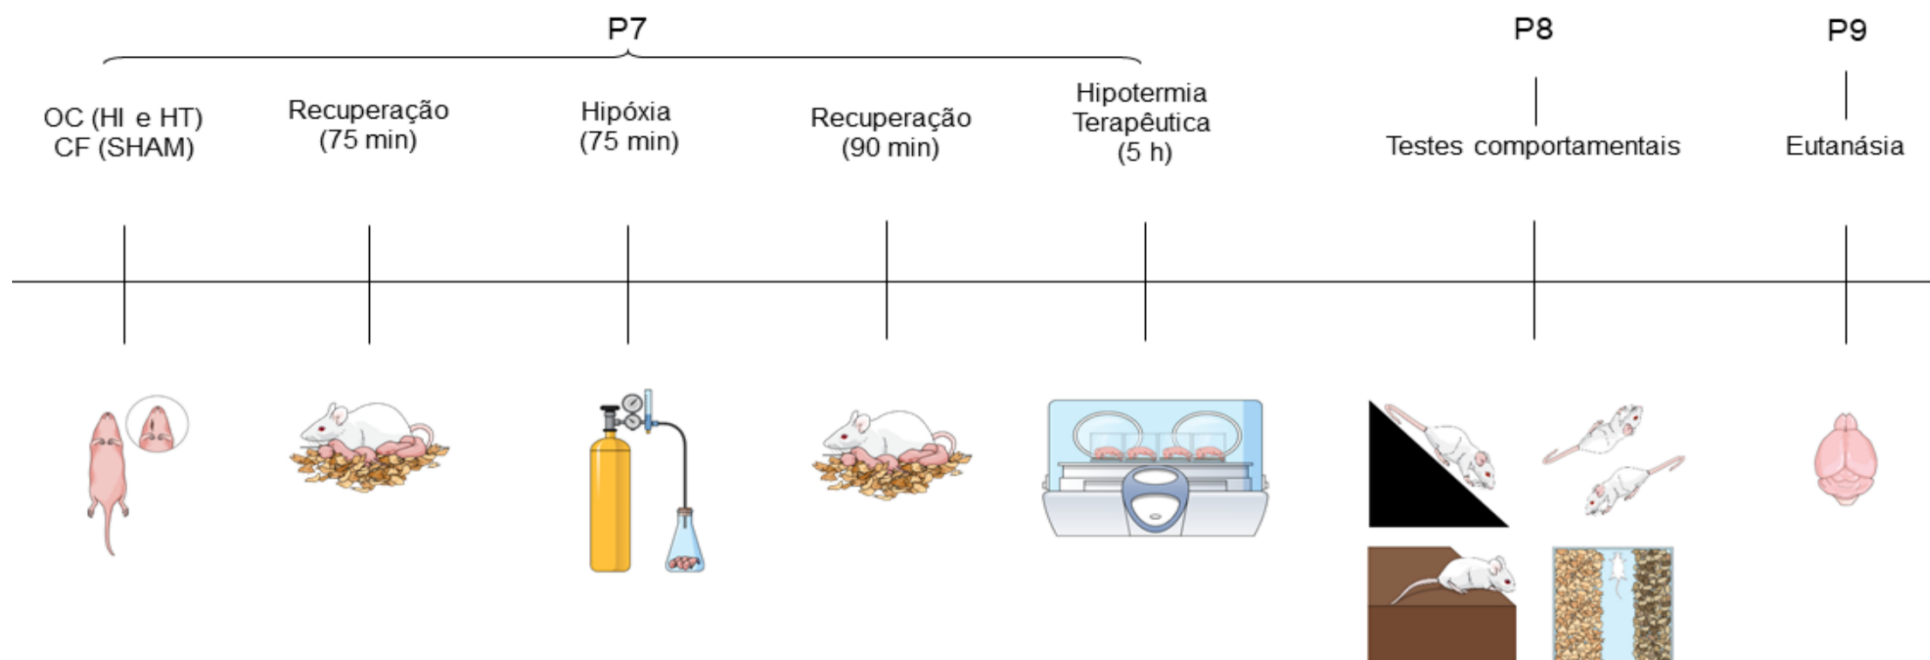 P7
P8
P9
OC (HI e HT)
CF (SHAM)
Recuperação
(75 min)
Hipóxia
(75 min)
Recuperação
(90 min)
Hipotermia
Terapêutica
(5 h)
Testes comportamentais
Eutanásia